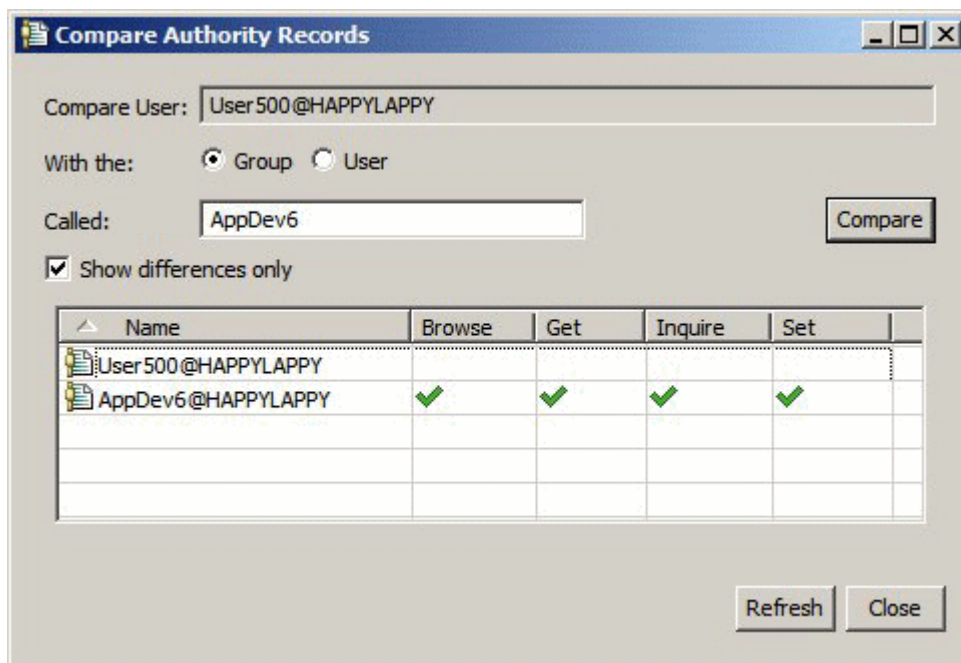 Compare Authority Records
Compare User: User500@HAPPYLAPPY
With the: Group User
Called: AppDev6 Compare
Show differences only
Name Browse Get Inquire Set
User500@HAPPYLAPPY
AppDev6@HAPPYLAPPY
Refresh Close